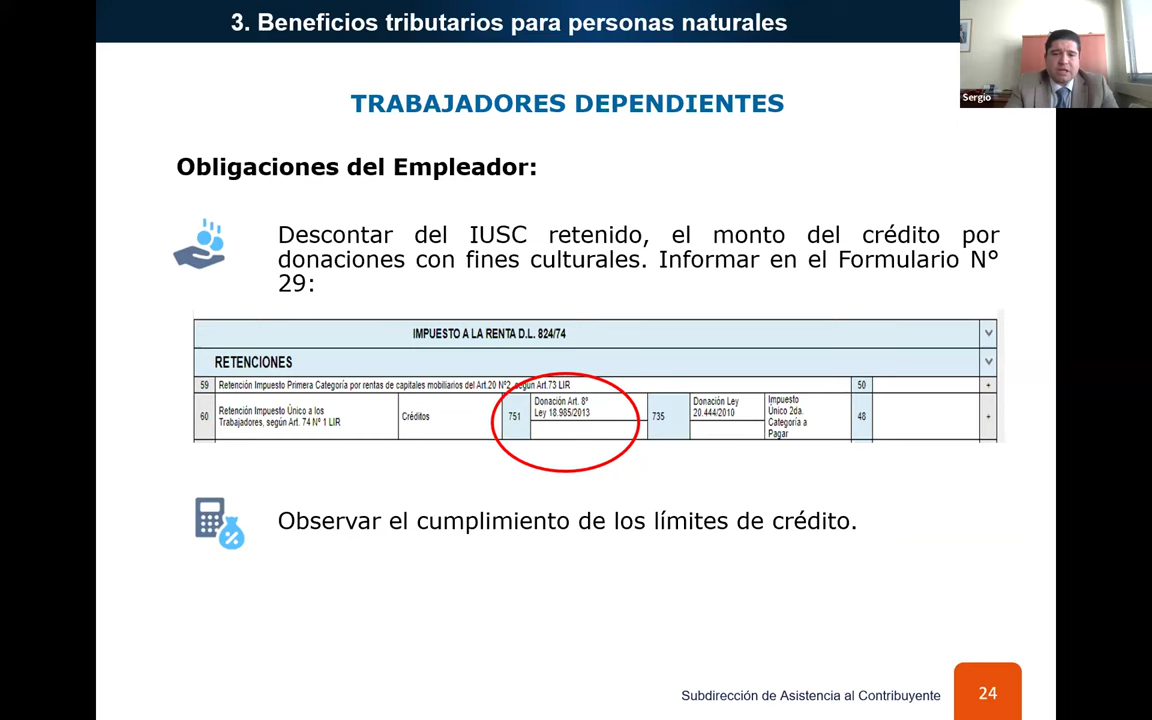 3. Beneficios tributarios para personas naturales
Sergio
TRABAJADORES DEPENDIENTES
Obligaciones del Empleador:
Descontar del IUSC retenido, el monto del crédito por
donaciones con fines culturales. Informar en el Formulario N°
29:
IMPUESTO A LA RENTA D.L. 824/74
RETENCIONES
59 Retención Impuesto Primera Categoría por rentas de capitales mobiliarios del Art.20 N°2, según Art.73 LIR 50 +
60 Retención Impuesto Único a los Trabajadores, según Art. 74 N° 1 LIR Créditos 751 Donación Art. 8° Ley 18.985/2013 735 Donación Ley 20.444/2010 Impuesto Único 2da. Categoría a Pagar 48 +
Observar el cumplimiento de los límites de crédito.
Subdirección de Asistencia al Contribuyente
24